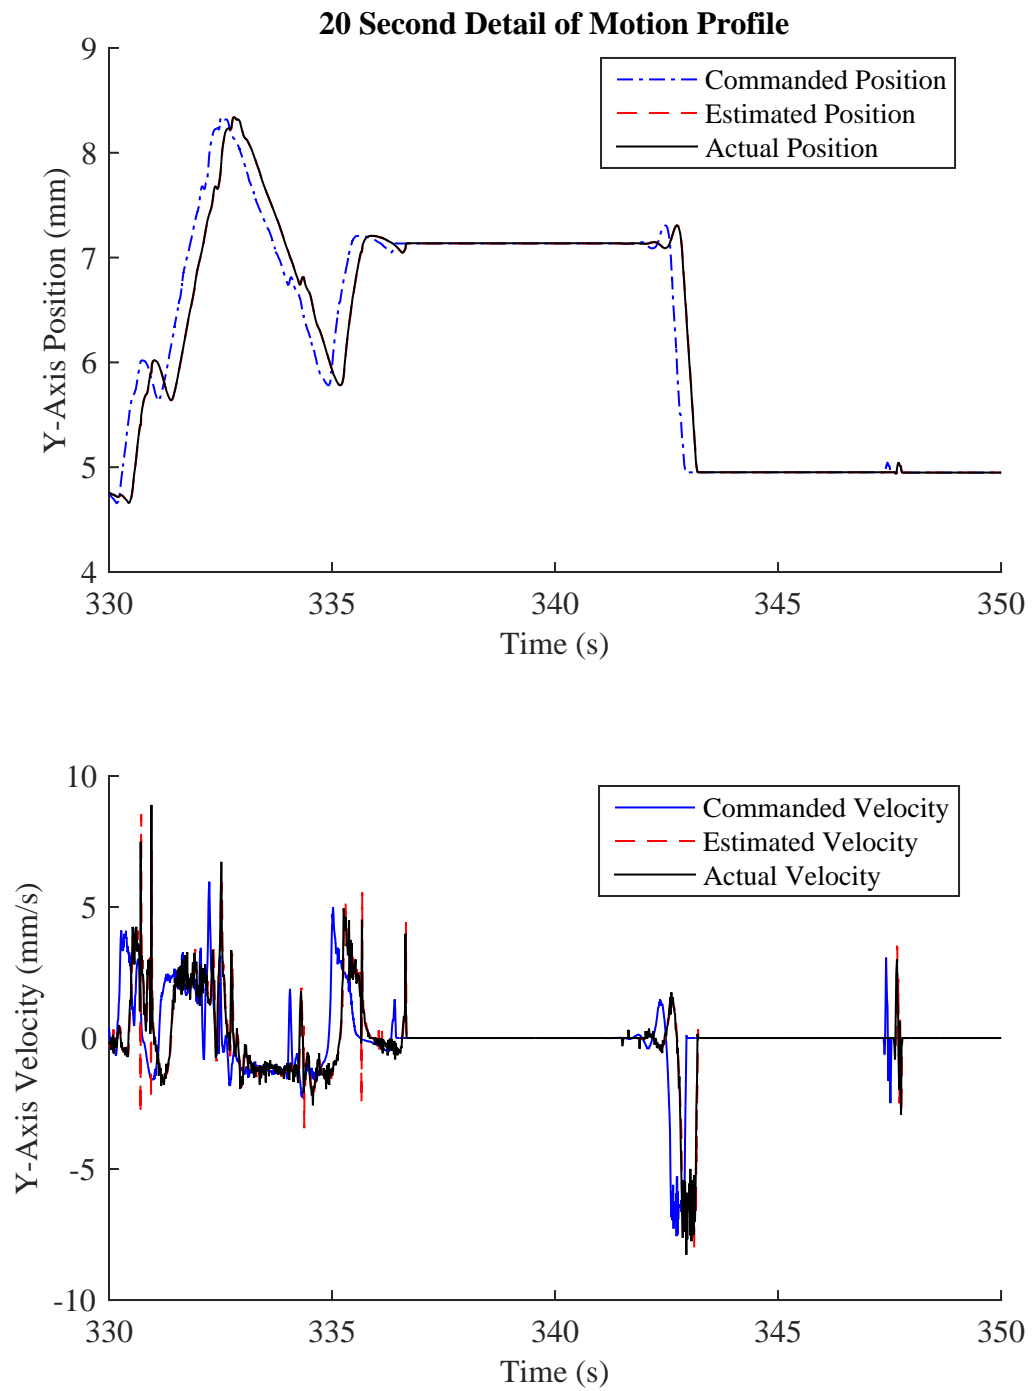 20 Second Detail of Motion Profile
9
8
7
6
5
4
Y-Axis Position (mm)
Commanded Position
Estimated Position
Actual Position
330
335
340
345
350
Time (s)
10
5
0
-5
-10
Y-Axis Velocity (mm/s)
Commanded Velocity
Estimated Velocity
Actual Velocity
330
335
340
345
350
Time (s)